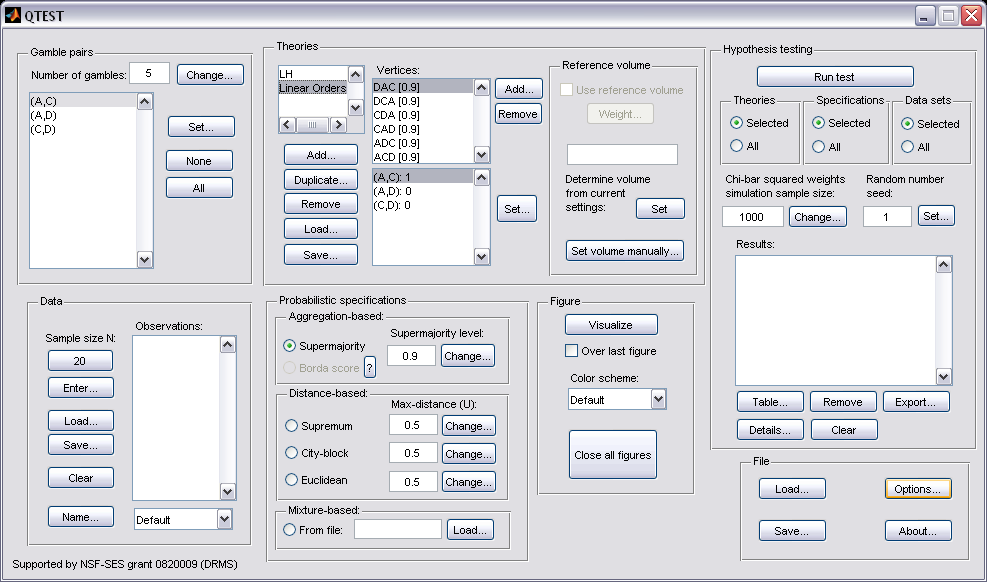 QTEST
Gamble pairs
Number of gambles: 5 Change...
(A,C)
(A,D)
(C,D)
Set...
None
All
Theories
LH
Linear Orders
Add...
Duplicate...
Remove
Load...
Save...
Vertices:
DAC [0.9]
DCA [0.9]
CDA [0.9]
CAD [0.9]
ADC [0.9]
ACD [0.9]
Add...
Remove
(A,C): 1
(A,D): 0
(C,D): 0
Set...
Reference volume
Use reference volume
Weight...
Determine volume
from current
settings:
Set
Set volume manually...
Hypothesis testing
Run test
Theories
Selected
All
Specifications
Selected
All
Data sets
Selected
All
Chi-bar squared weights
simulation sample size:
1000 Change...
Random number
seed:
1 Set...
Results:
Table... Remove Export...
Details... Clear
Data
Sample size N:
20
Enter...
Load...
Save...
Clear
Name...
Observations:
Default
Probabilistic specifications
Aggregation-based:
Supermajority
Borda score ?
Supermajority level:
0.9 Change...
Distance-based:
Max-distance (U):
Supremum 0.5 Change...
City-block 0.5 Change...
Euclidean 0.5 Change...
Mixture-based:
From file: Load...
Figure
Visualize
Over last figure
Color scheme:
Default
Close all figures
File
Load... Options...
Save... About...
Supported by NSF-SES grant 0820009 (DRMS)